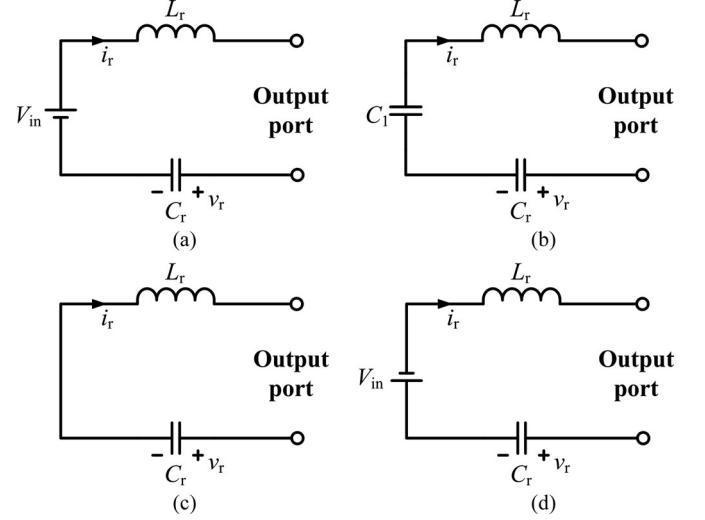 Lr
ir
Vin
Output
port
− +
vr
Cr
(a)
Lr
ir
C1
Output
port
− +
vr
Cr
(b)
Lr
ir
Output
port
− +
vr
Cr
(c)
Lr
ir
Vin
Output
port
− +
vr
Cr
(d)